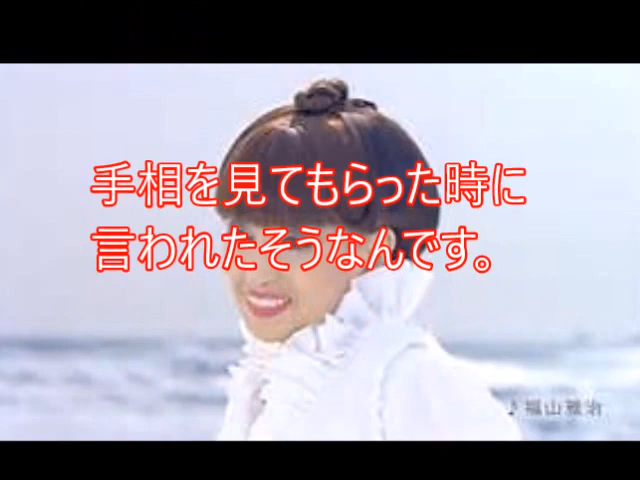 手相を見てもらった時に
言われたそうなんです。
♪福山雅治